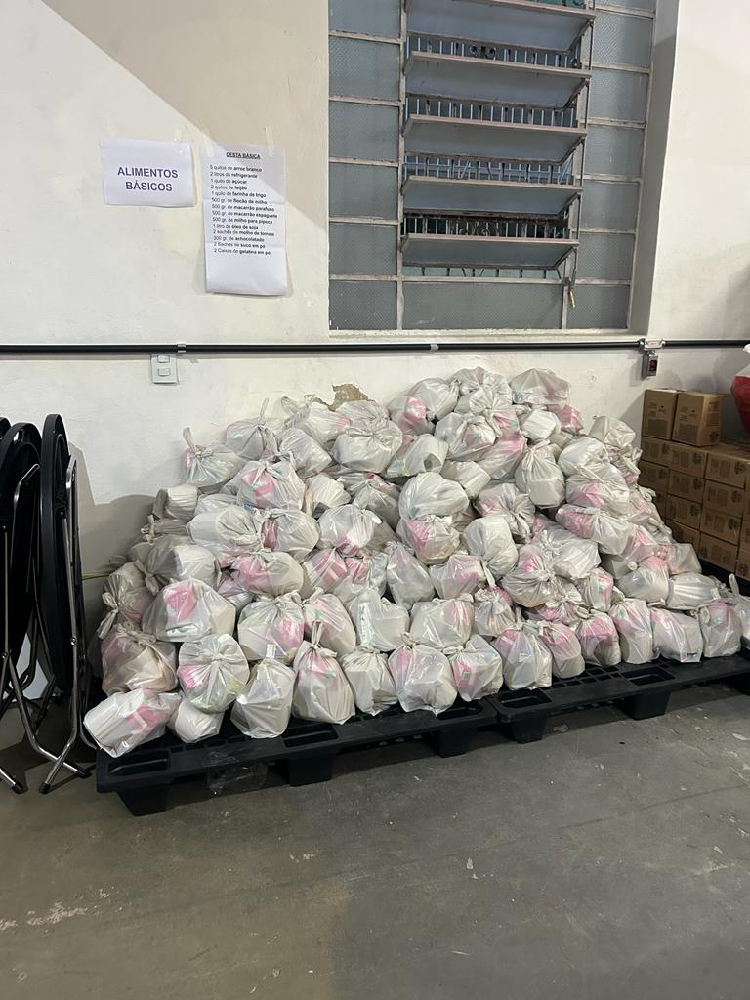 ALIMENTOS
BÁSICOS
CESTA BÁSICA
5 quilos de arroz branco
2 litros de refrigerante
1 quilo de açúcar
2 quilos de feijão
1 quilo de farinha de trigo
500 gr. de flocão de milho
500 gr. de macarrão parafuso
500 gr. de macarrão espaguete
500 gr. de milho para pipoca
1 litro de óleo de soja
2 sachês de molho de tomate
300 gr. de achocolatado
2 Sachês de suco em pó
2 Caixas de gelatina em pó